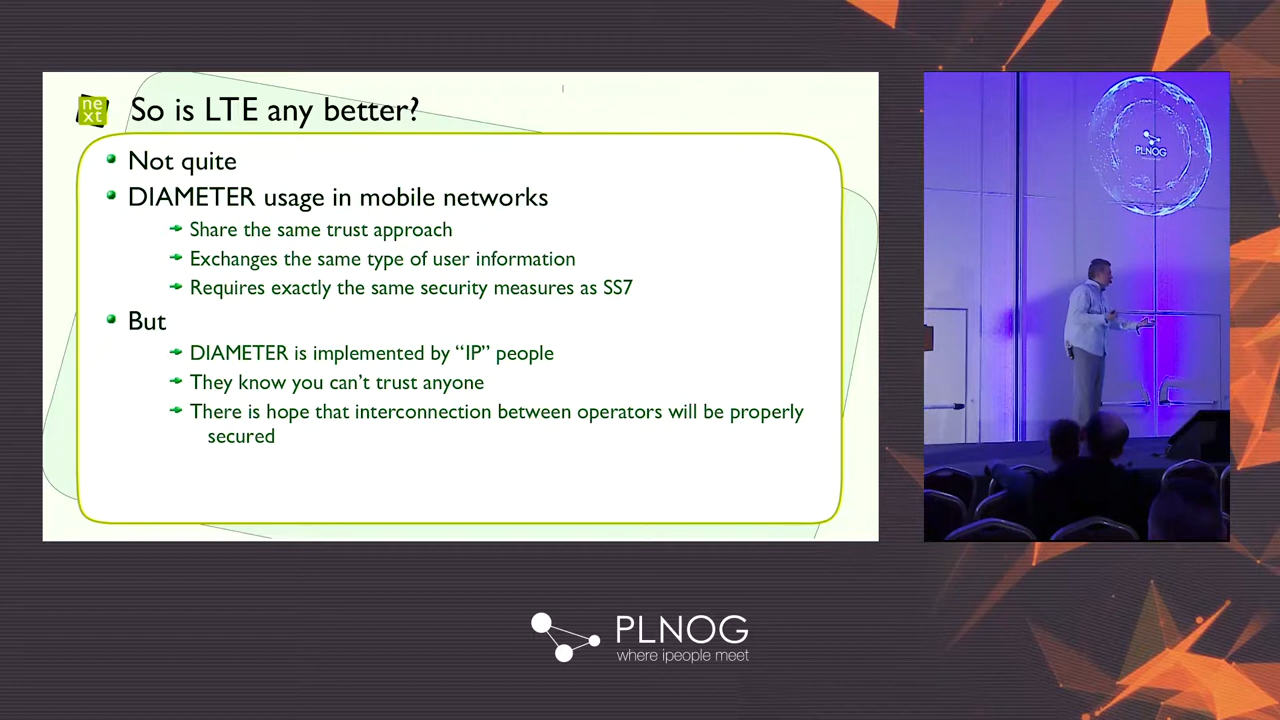 ne
xt
So is LTE any better?
Not quite
DIAMETER usage in mobile networks
Share the same trust approach
Exchanges the same type of user information
Requires exactly the same security measures as SS7
But
DIAMETER is implemented by “IP” people
They know you can’t trust anyone
There is hope that interconnection between operators will be properly
secured
PLNOG
PLNOG
where ipeople meet